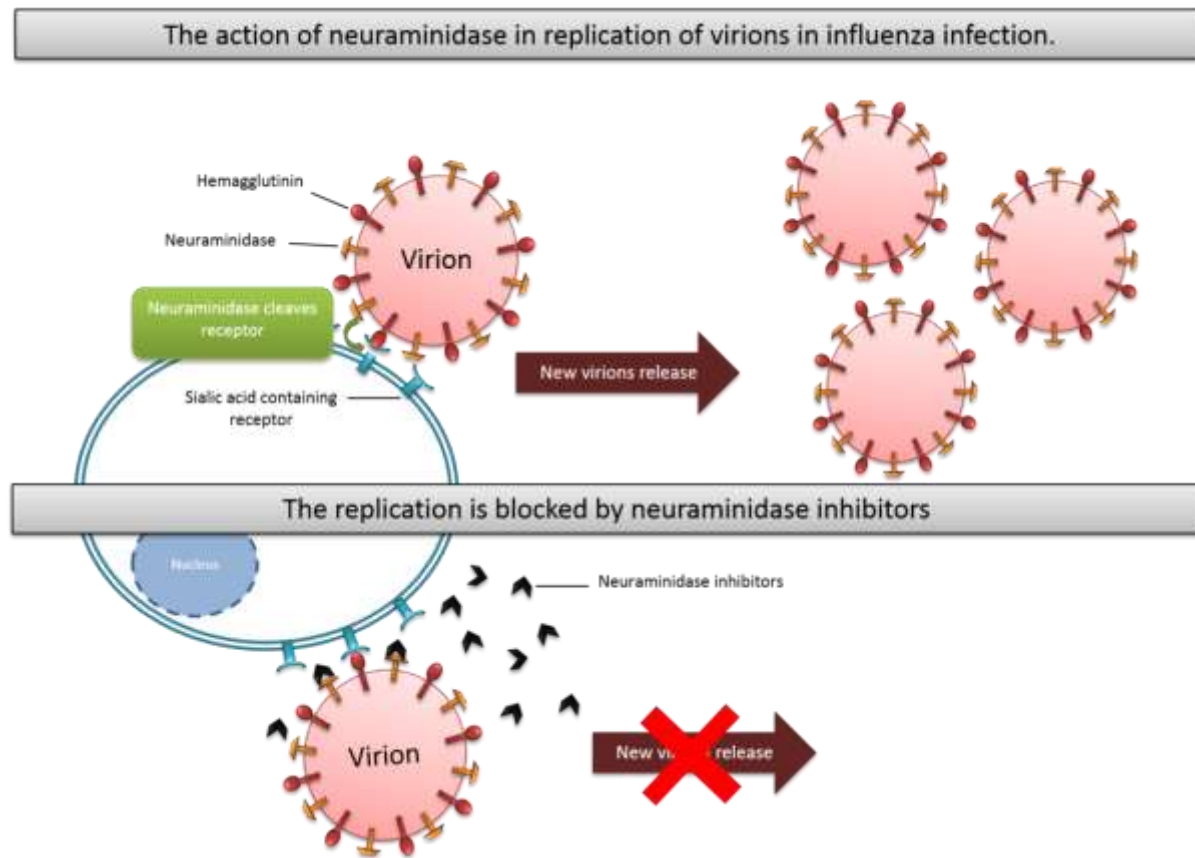 The action of neuraminidase in replication of virions in influenza infection.
Hemagglutinin
Neuraminidase
Virion
Neuraminidase cleaves
receptor
New virions release
Sialic acid containing
receptor
The replication is blocked by neuraminidase inhibitors
Nucleus
Neuraminidase inhibitors
Virion
New virions release